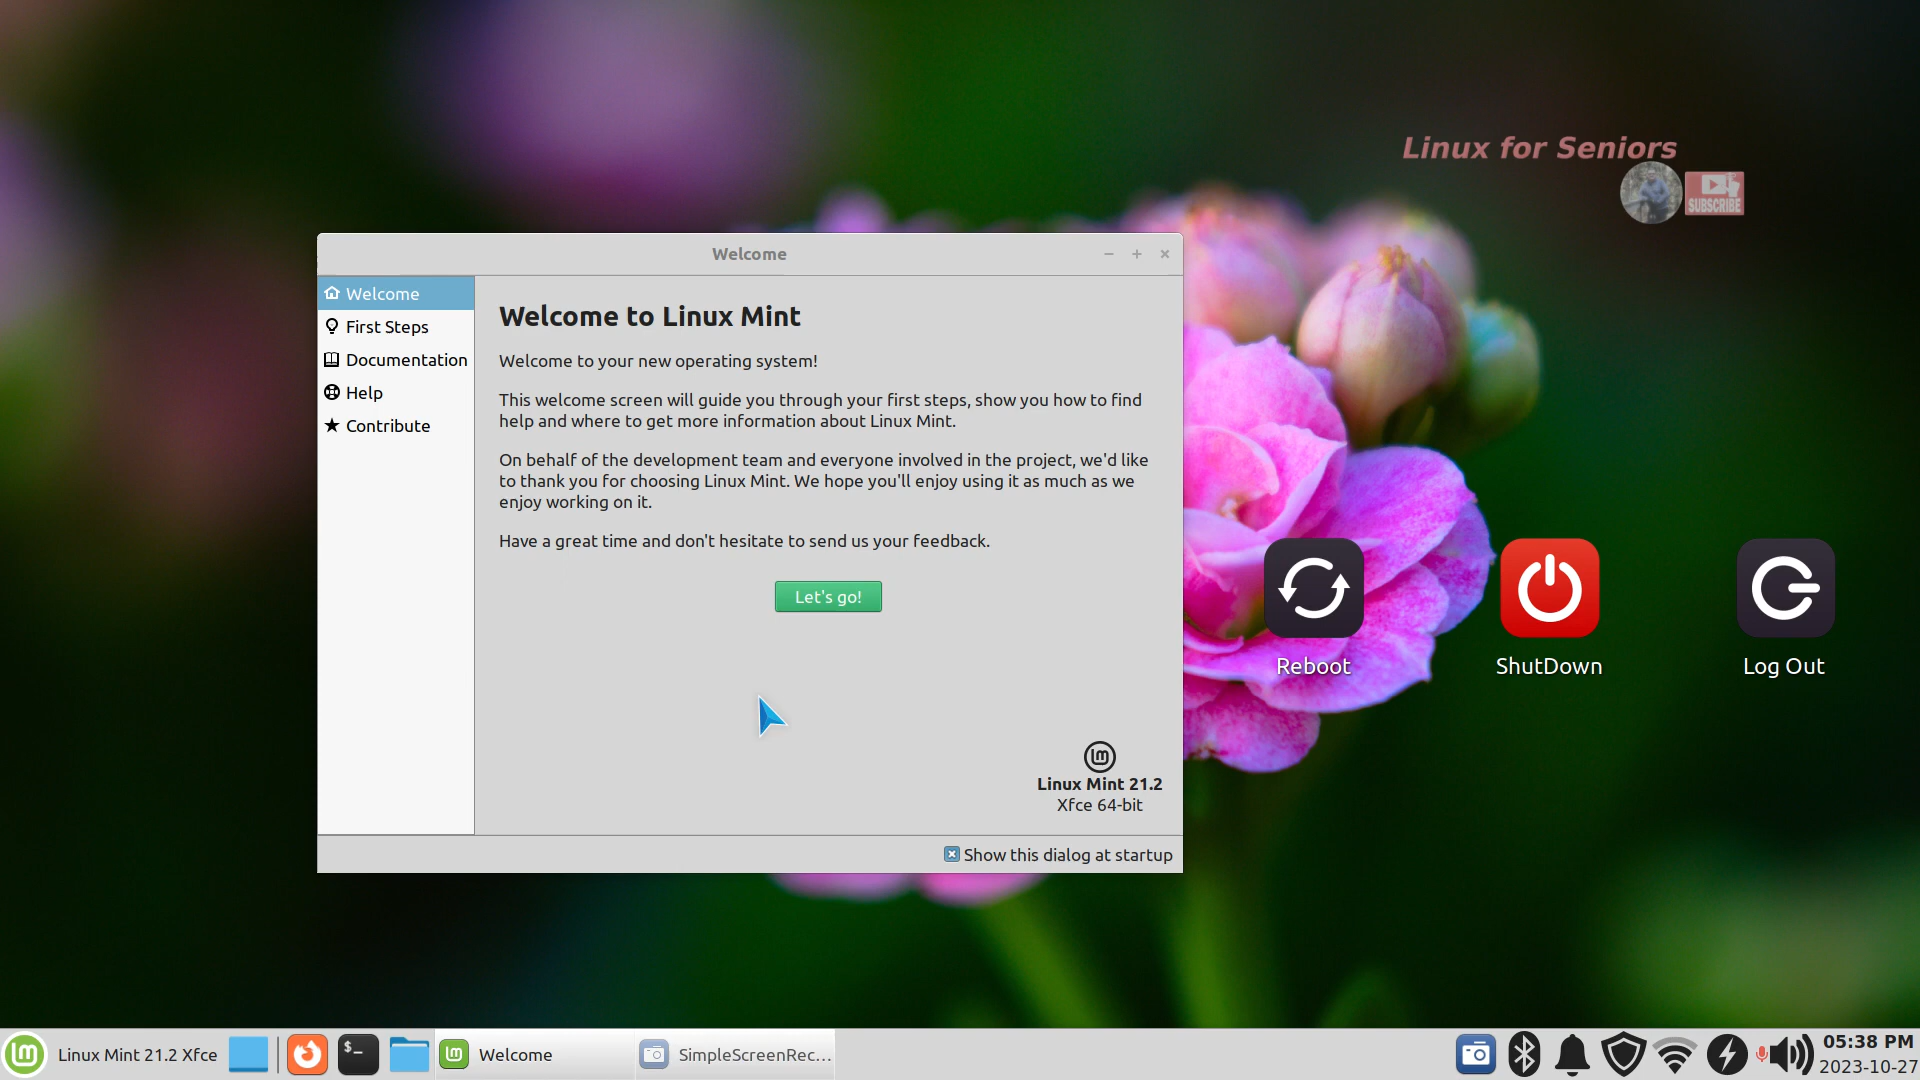 Linux for Seniors
SUBSCRIBE
Welcome
Welcome
First Steps
Documentation
Help
Contribute
Welcome to Linux Mint
Welcome to your new operating system!
This welcome screen will guide you through your first steps, show you how to find
help and where to get more information about Linux Mint.
On behalf of the development team and everyone involved in the project, we'd like
to thank you for choosing Linux Mint. We hope you'll enjoy using it as much as we
enjoy working on it.
Have a great time and don't hesitate to send us your feedback.
Let's go!
Linux Mint 21.2
Xfce 64-bit
Show this dialog at startup
Reboot
ShutDown
Log Out
Linux Mint 21.2 Xfce
$_
Welcome
SimpleScreenRec...
05:38 PM
2023-10-27